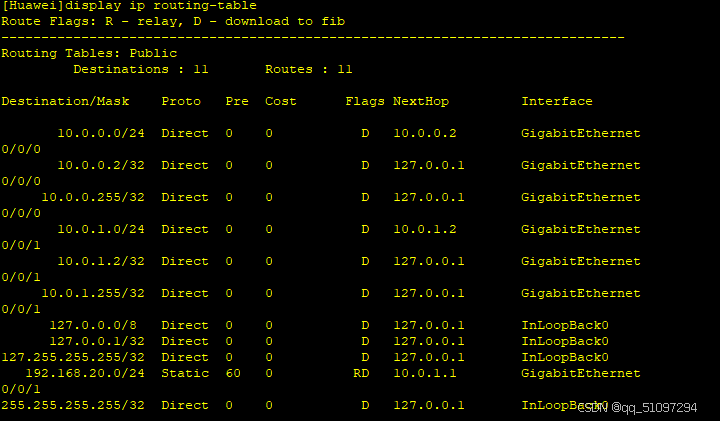 [Huawei]display ip routing-table
Route Flags: R - relay, D - download to fib
------------------------------------------------------------------------------
Routing Tables: Public
         Destinations : 11       Routes : 11

Destination/Mask    Proto   Pre  Cost      Flags NextHop         Interface

       10.0.0.0/24  Direct  0    0           D   10.0.0.2        GigabitEthernet
0/0/0
       10.0.0.2/32  Direct  0    0           D   127.0.0.1       GigabitEthernet
0/0/0
     10.0.0.255/32  Direct  0    0           D   127.0.0.1       GigabitEthernet
0/0/0
       10.0.1.0/24  Direct  0    0           D   10.0.1.2        GigabitEthernet
0/0/1
       10.0.1.2/32  Direct  0    0           D   127.0.0.1       GigabitEthernet
0/0/1
     10.0.1.255/32  Direct  0    0           D   127.0.0.1       GigabitEthernet
0/0/1
      127.0.0.0/8   Direct  0    0           D   127.0.0.1       InLoopBack0
      127.0.0.1/32  Direct  0    0           D   127.0.0.1       InLoopBack0
127.255.255.255/32  Direct  0    0           D   127.0.0.1       InLoopBack0
   192.168.20.0/24  Static  60   0          RD   10.0.1.1        GigabitEthernet
0/0/1
255.255.255.255/32  Direct  0    0           D   127.0.0.1       InLoopBack0
CSDN @qq_51097294